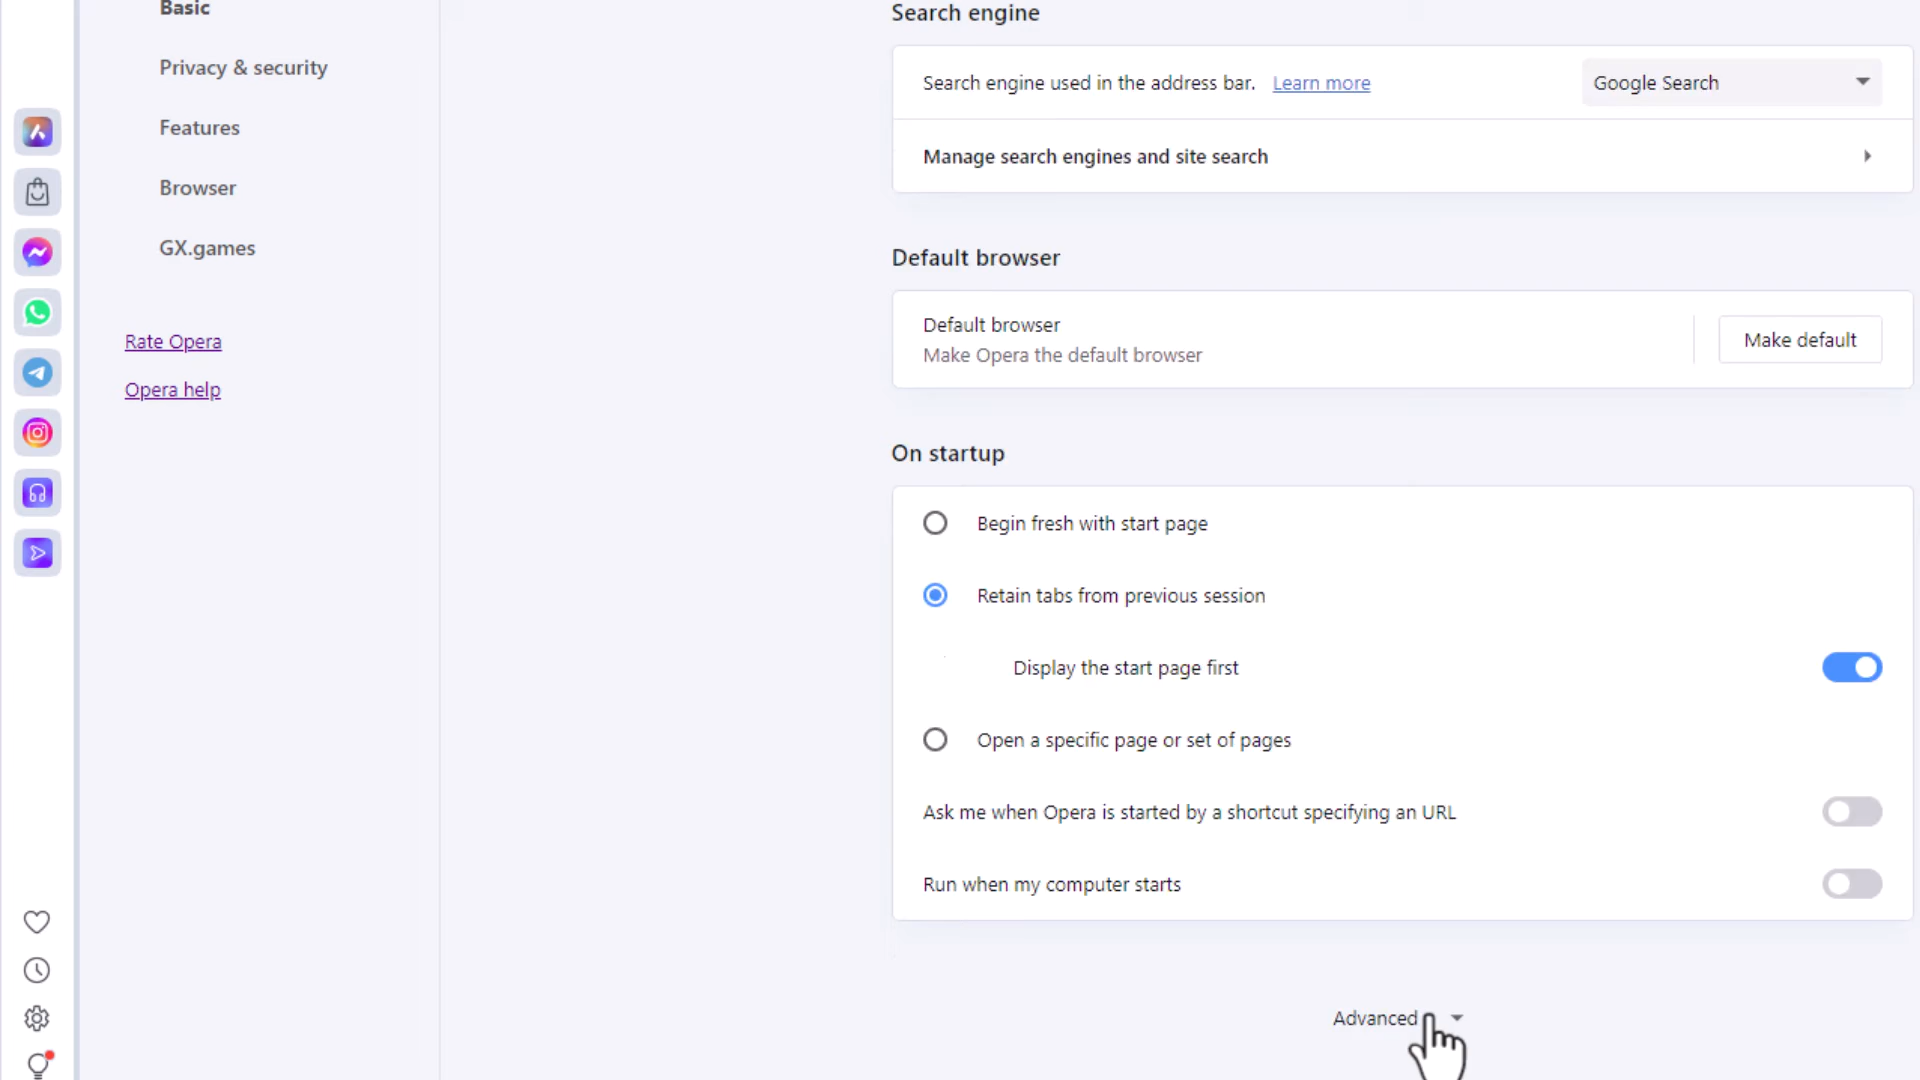 Basic
Privacy & security
Features
Browser
GX.games
Rate Opera
Opera help
Search engine
Search engine used in the address bar. Learn more
Google Search
Manage search engines and site search
Default browser
Default browser
Make Opera the default browser
Make default
On startup
Begin fresh with start page
Retain tabs from previous session
Display the start page first
Open a specific page or set of pages
Ask me when Opera is started by a shortcut specifying an URL
Run when my computer starts
Advanced